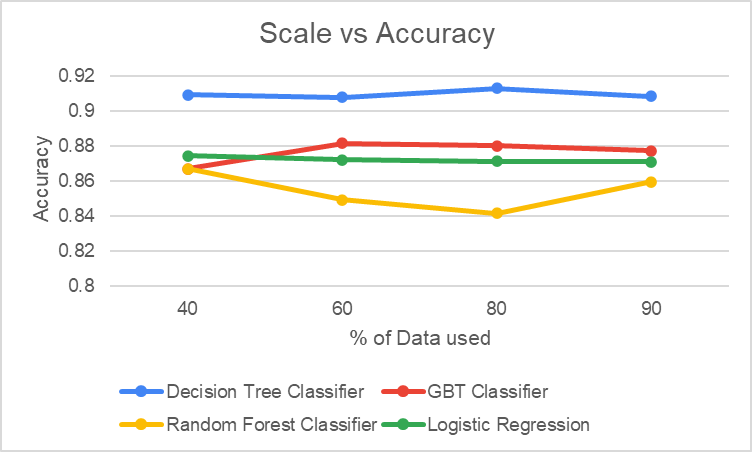 Scale vs Accuracy
0.92
0.9
0.88
0.86
0.84
0.82
0.8
Accuracy
40 60 80 90
% of Data used
Decision Tree Classifier GBT Classifier
Random Forest Classifier Logistic Regression